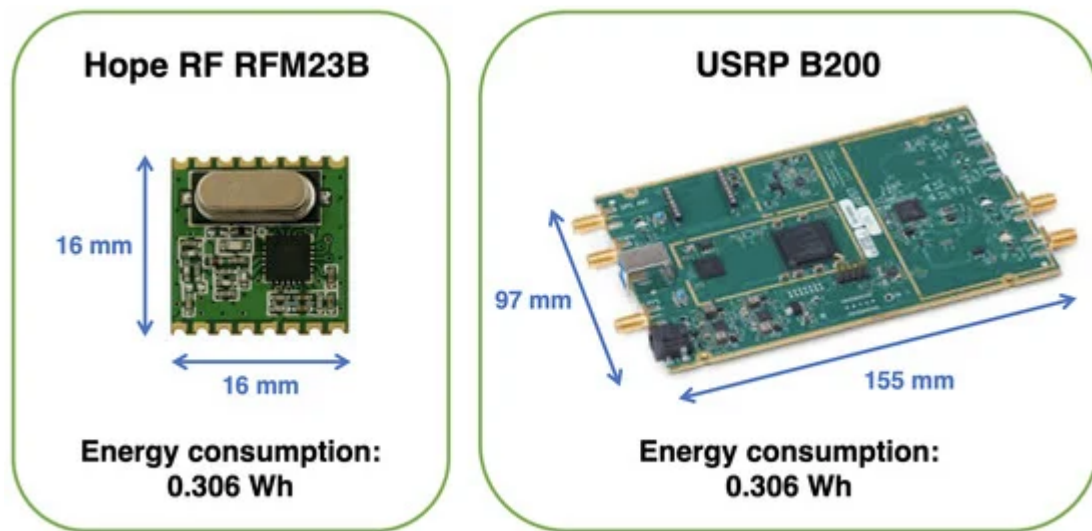 Hope RF RFM23B
16 mm
16 mm
Energy consumption:
0.306 Wh
USRP B200
97 mm
155 mm
Energy consumption:
0.306 Wh